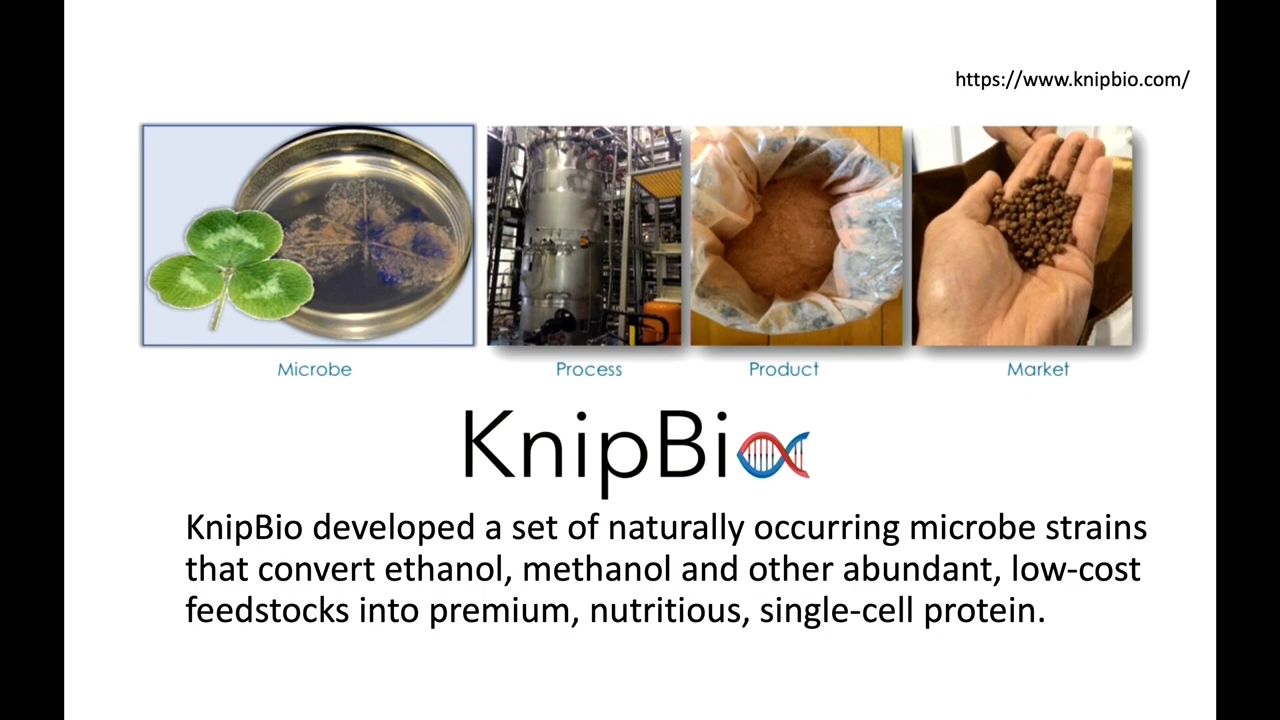 https://www.knipbio.com/
Microbe
Process
Product
Market
KnipBio
KnipBio developed a set of naturally occurring microbe strains
that convert ethanol, methanol and other abundant, low-cost
feedstocks into premium, nutritious, single-cell protein.